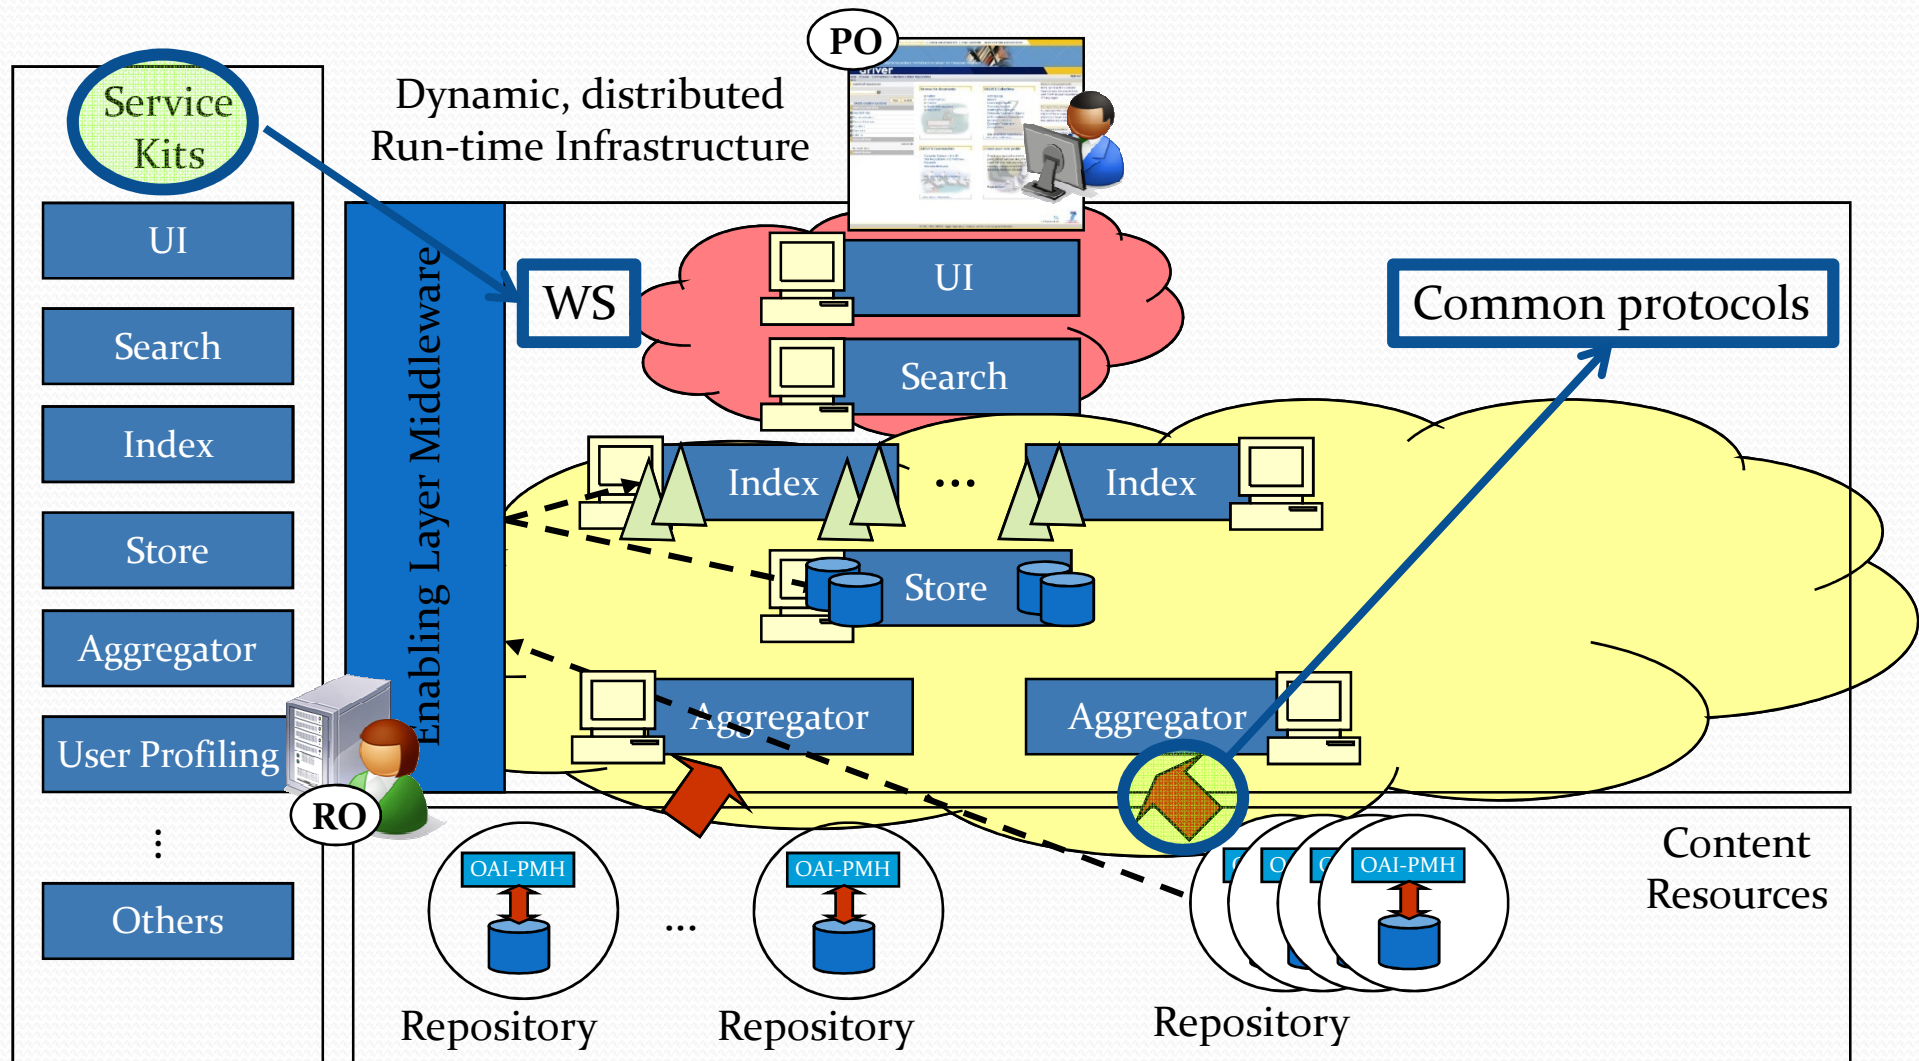 Service
Kits
UI
Search
Index
Store
Aggregator
User Profiling
⋮
Others
Dynamic, distributed
Run-time Infrastructure
PO
driver
Enabling Layer Middleware
WS
UI
Search
Common protocols
Index
...
Index
Store
Aggregator
Aggregator
RO
Content
Resources
OAI-PMH
...
OAI-PMH
OAI-PMH
Repository
Repository
Repository